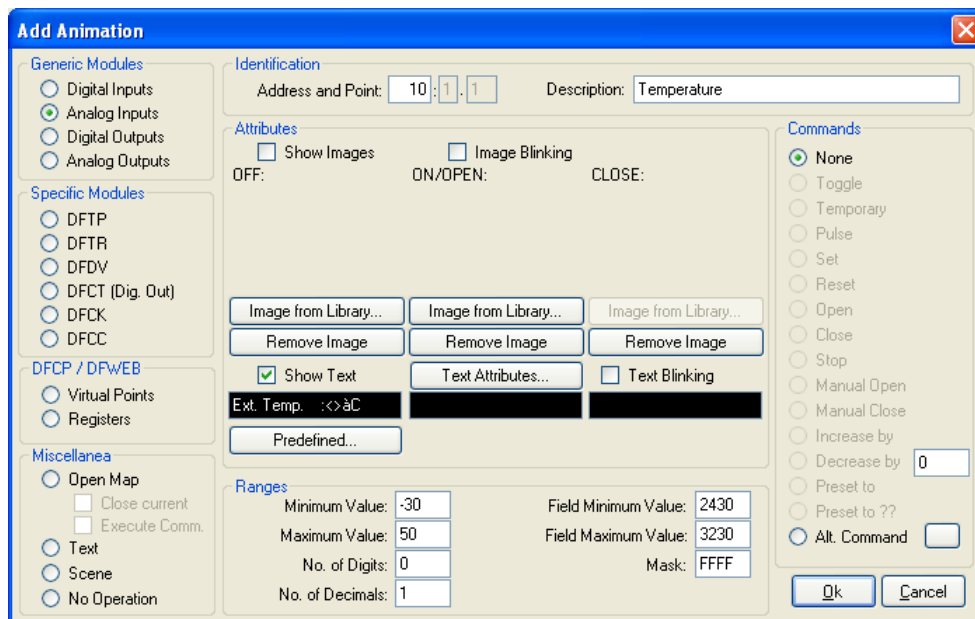 Add Animation
Generic Modules
Digital Inputs
Analog Inputs
Digital Outputs
Analog Outputs
Specific Modules
DFTP
DFTR
DFDV
DFCT (Dig. Out)
DFCK
DFCC
DFCP / DFWEB
Virtual Points
Registers
Miscellanea
Open Map
Close current
Execute Comm.
Text
Scene
No Operation
Identification
Address and Point: 10 : 1 . 1 Description: Temperature
Attributes
Show Images Image Blinking
OFF: ON/OPEN: CLOSE:
Image from Library... Image from Library... Image from Library...
Remove Image Remove Image Remove Image
Show Text Text Attributes... Text Blinking
Ext. Temp. :<>àC
Predefined...
Ranges
Minimum Value: -30 Field Minimum Value: 2430
Maximum Value: 50 Field Maximum Value: 3230
No. of Digits: 0 Mask: FFFF
No. of Decimals: 1
Commands
None
Toggle
Temporary
Pulse
Set
Reset
Open
Close
Stop
Manual Open
Manual Close
Increase by
Decrease by 0
Preset to
Preset to ??
Alt. Command
Ok Cancel